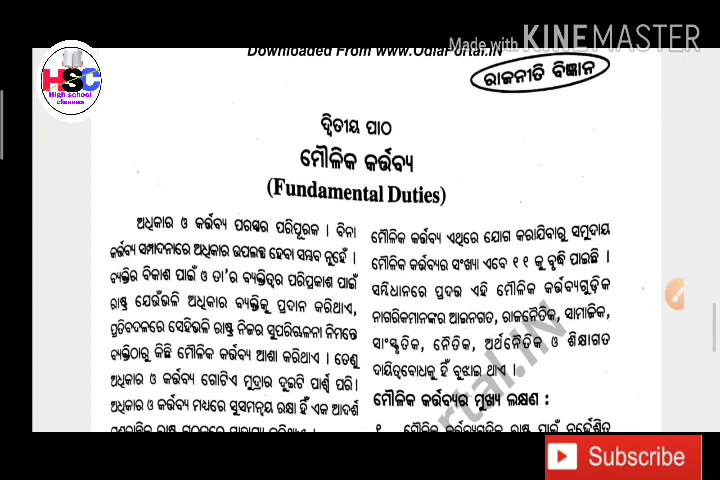 Downloaded From www.OdiaPortal.IN
Made with KINEMASTER
HSC
High school
classes
ରାଜନୀତି ବିଜ୍ଞାନ
ଦ୍ୱିତୀୟ ପାଠ
ମୌଳିକ କର୍ତ୍ତବ୍ୟ
(Fundamental Duties)
ଅଧିକାର ଓ କର୍ତ୍ତବ୍ୟ ପରସ୍ପର ପରିପୂରକ । ବିନା
କର୍ତ୍ତବ୍ୟ ସମ୍ପାଦନାରେ ଅଧିକାର ଉପଲବ୍ଧ ହେବା ସମ୍ଭବ ନୁହେଁ ।
ବ୍ୟକ୍ତିର ବିକାଶ ପାଇଁ ଓ ତା'ର ବ୍ୟକ୍ତିତ୍ୱର ପରିପ୍ରକାଶ ପାଇଁ
ରାଷ୍ଟ୍ର ଯେଉଁଭଳି ଅଧିକାର ବ୍ୟକ୍ତିକୁ ପ୍ରଦାନ କରିଥାଏ,
ପ୍ରତିବଦଳରେ ସେହିଭଳି ରାଷ୍ଟ୍ର ନିଜର ସୁପରିଚାଳନା ନିମନ୍ତେ
ବ୍ୟକ୍ତିଠାରୁ କିଛି ମୌଳିକ କର୍ତ୍ତବ୍ୟ ଆଶା କରିଥାଏ । ତେଣୁ
ଅଧିକାର ଓ କର୍ତ୍ତବ୍ୟ ଗୋଟିଏ ମୁଦ୍ରାର ଦୁଇଟି ପାର୍ଶ୍ୱ ପରି ।
ଅଧିକାର ଓ କର୍ତ୍ତବ୍ୟ ମଧ୍ୟରେ ସୁସମନ୍ୱୟ ରକ୍ଷା ହିଁ ଏକ ଆଦର୍ଶ
ମୌଳିକ କର୍ତ୍ତବ୍ୟ ଏଥିରେ ଯୋଗ କରାଯିବାରୁ ସମୁଦାୟ
ମୌଳିକ କର୍ତ୍ତବ୍ୟର ସଂଖ୍ୟା ଏବେ ୧୧ କୁ ବୃଦ୍ଧି ପାଇଛି ।
ସମ୍ବିଧାନରେ ପ୍ରଦତ୍ତ ଏହି ମୌଳିକ କର୍ତ୍ତବ୍ୟଗୁଡ଼ିକ
ନାଗରିକମାନଙ୍କର ଆଇନଗତ, ରାଜନୈତିକ, ସାମାଜିକ,
ସାଂସ୍କୃତିକ, ନୈତିକ, ଅର୍ଥନୈତିକ ଓ ଶିକ୍ଷାଗତ
ଦାୟିତ୍ୱବୋଧକୁ ହିଁ ବୁଝାଇ ଥାଏ ।
ମୌଳିକ କର୍ତ୍ତବ୍ୟର ମୁଖ୍ୟ ଲକ୍ଷଣ :
rtal.IN
Subscribe